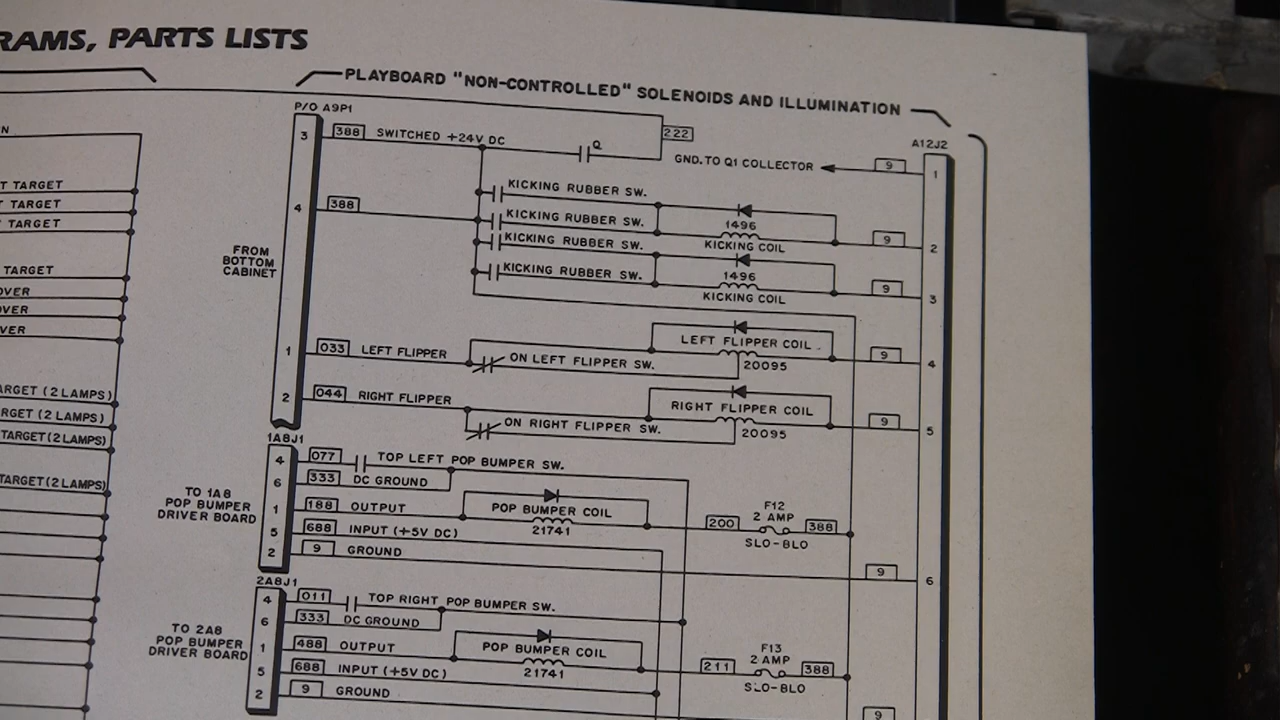 RAMS, PARTS LISTS
PLAYBOARD "NON-CONTROLLED" SOLENOIDS AND ILLUMINATION
N
T TARGET
T TARGET
T TARGET
TARGET
OVER
OVER
VER
ARGET (2 LAMPS)
RGET (2 LAMPS)
TARGET (2 LAMPS)
TARGET (2 LAMPS)
P/O A9P1
3
388
SWITCHED +24V DC
Q
222
GND. TO Q1 COLLECTOR
9
A12J2
1
KICKING RUBBER SW.
4
388
KICKING RUBBER SW.
1496
KICKING COIL
9
2
KICKING RUBBER SW.
FROM
BOTTOM
CABINET
KICKING RUBBER SW.
1496
KICKING COIL
9
3
1
033
LEFT FLIPPER
ON LEFT FLIPPER SW.
LEFT FLIPPER COIL
20095
9
4
2
044
RIGHT FLIPPER
ON RIGHT FLIPPER SW.
RIGHT FLIPPER COIL
20095
9
5
1A8J1
4
077
TOP LEFT POP BUMPER SW.
6
333
DC GROUND
TO 1A8
POP BUMPER
DRIVER BOARD
1
188
OUTPUT
POP BUMPER COIL
21741
200
F12
2 AMP
388
SLO-BLO
5
688
INPUT (+5V DC)
2
9
GROUND
9
6
2A8J1
4
011
TOP RIGHT POP BUMPER SW.
6
333
DC GROUND
TO 2A8
POP BUMPER
DRIVER BOARD
1
488
OUTPUT
POP BUMPER COIL
21741
211
F13
2 AMP
388
SLO-BLO
5
688
INPUT (+5V DC)
2
9
GROUND
9